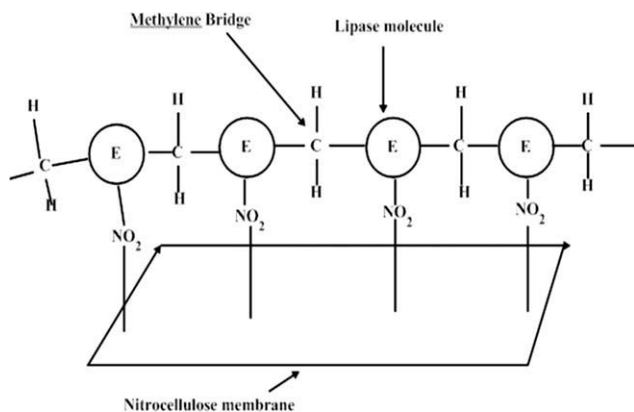 Methylene Bridge
Lipase molecule
H H H H H H
E C E C E C E C
C
H H H H H
NO2 NO2 NO2 NO2
Nitrocellulose membrane